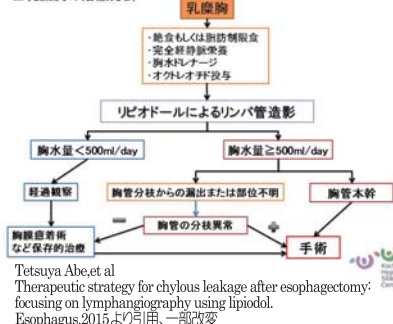 乳糜胸
・絶食もしくは脂肪制限食
・完全経静脈栄養
・胸水ドレナージ
・オクトレオチド投与
リピオドールによるリンパ管造影
胸水量<500ml/day
胸水量≧500ml/day
経過観察
胸管分枝からの漏出または部位不明
胸管本幹
胸膜癒着術
など保存的治療
ー
胸管の分枝異常
+
手術
Tetsuya Abe,et al
Therapeutic strategy for chylous leakage after esophagectomy:
focusing on lymphangiography using lipiodol.
Esophagus,2015より引用、一部改変